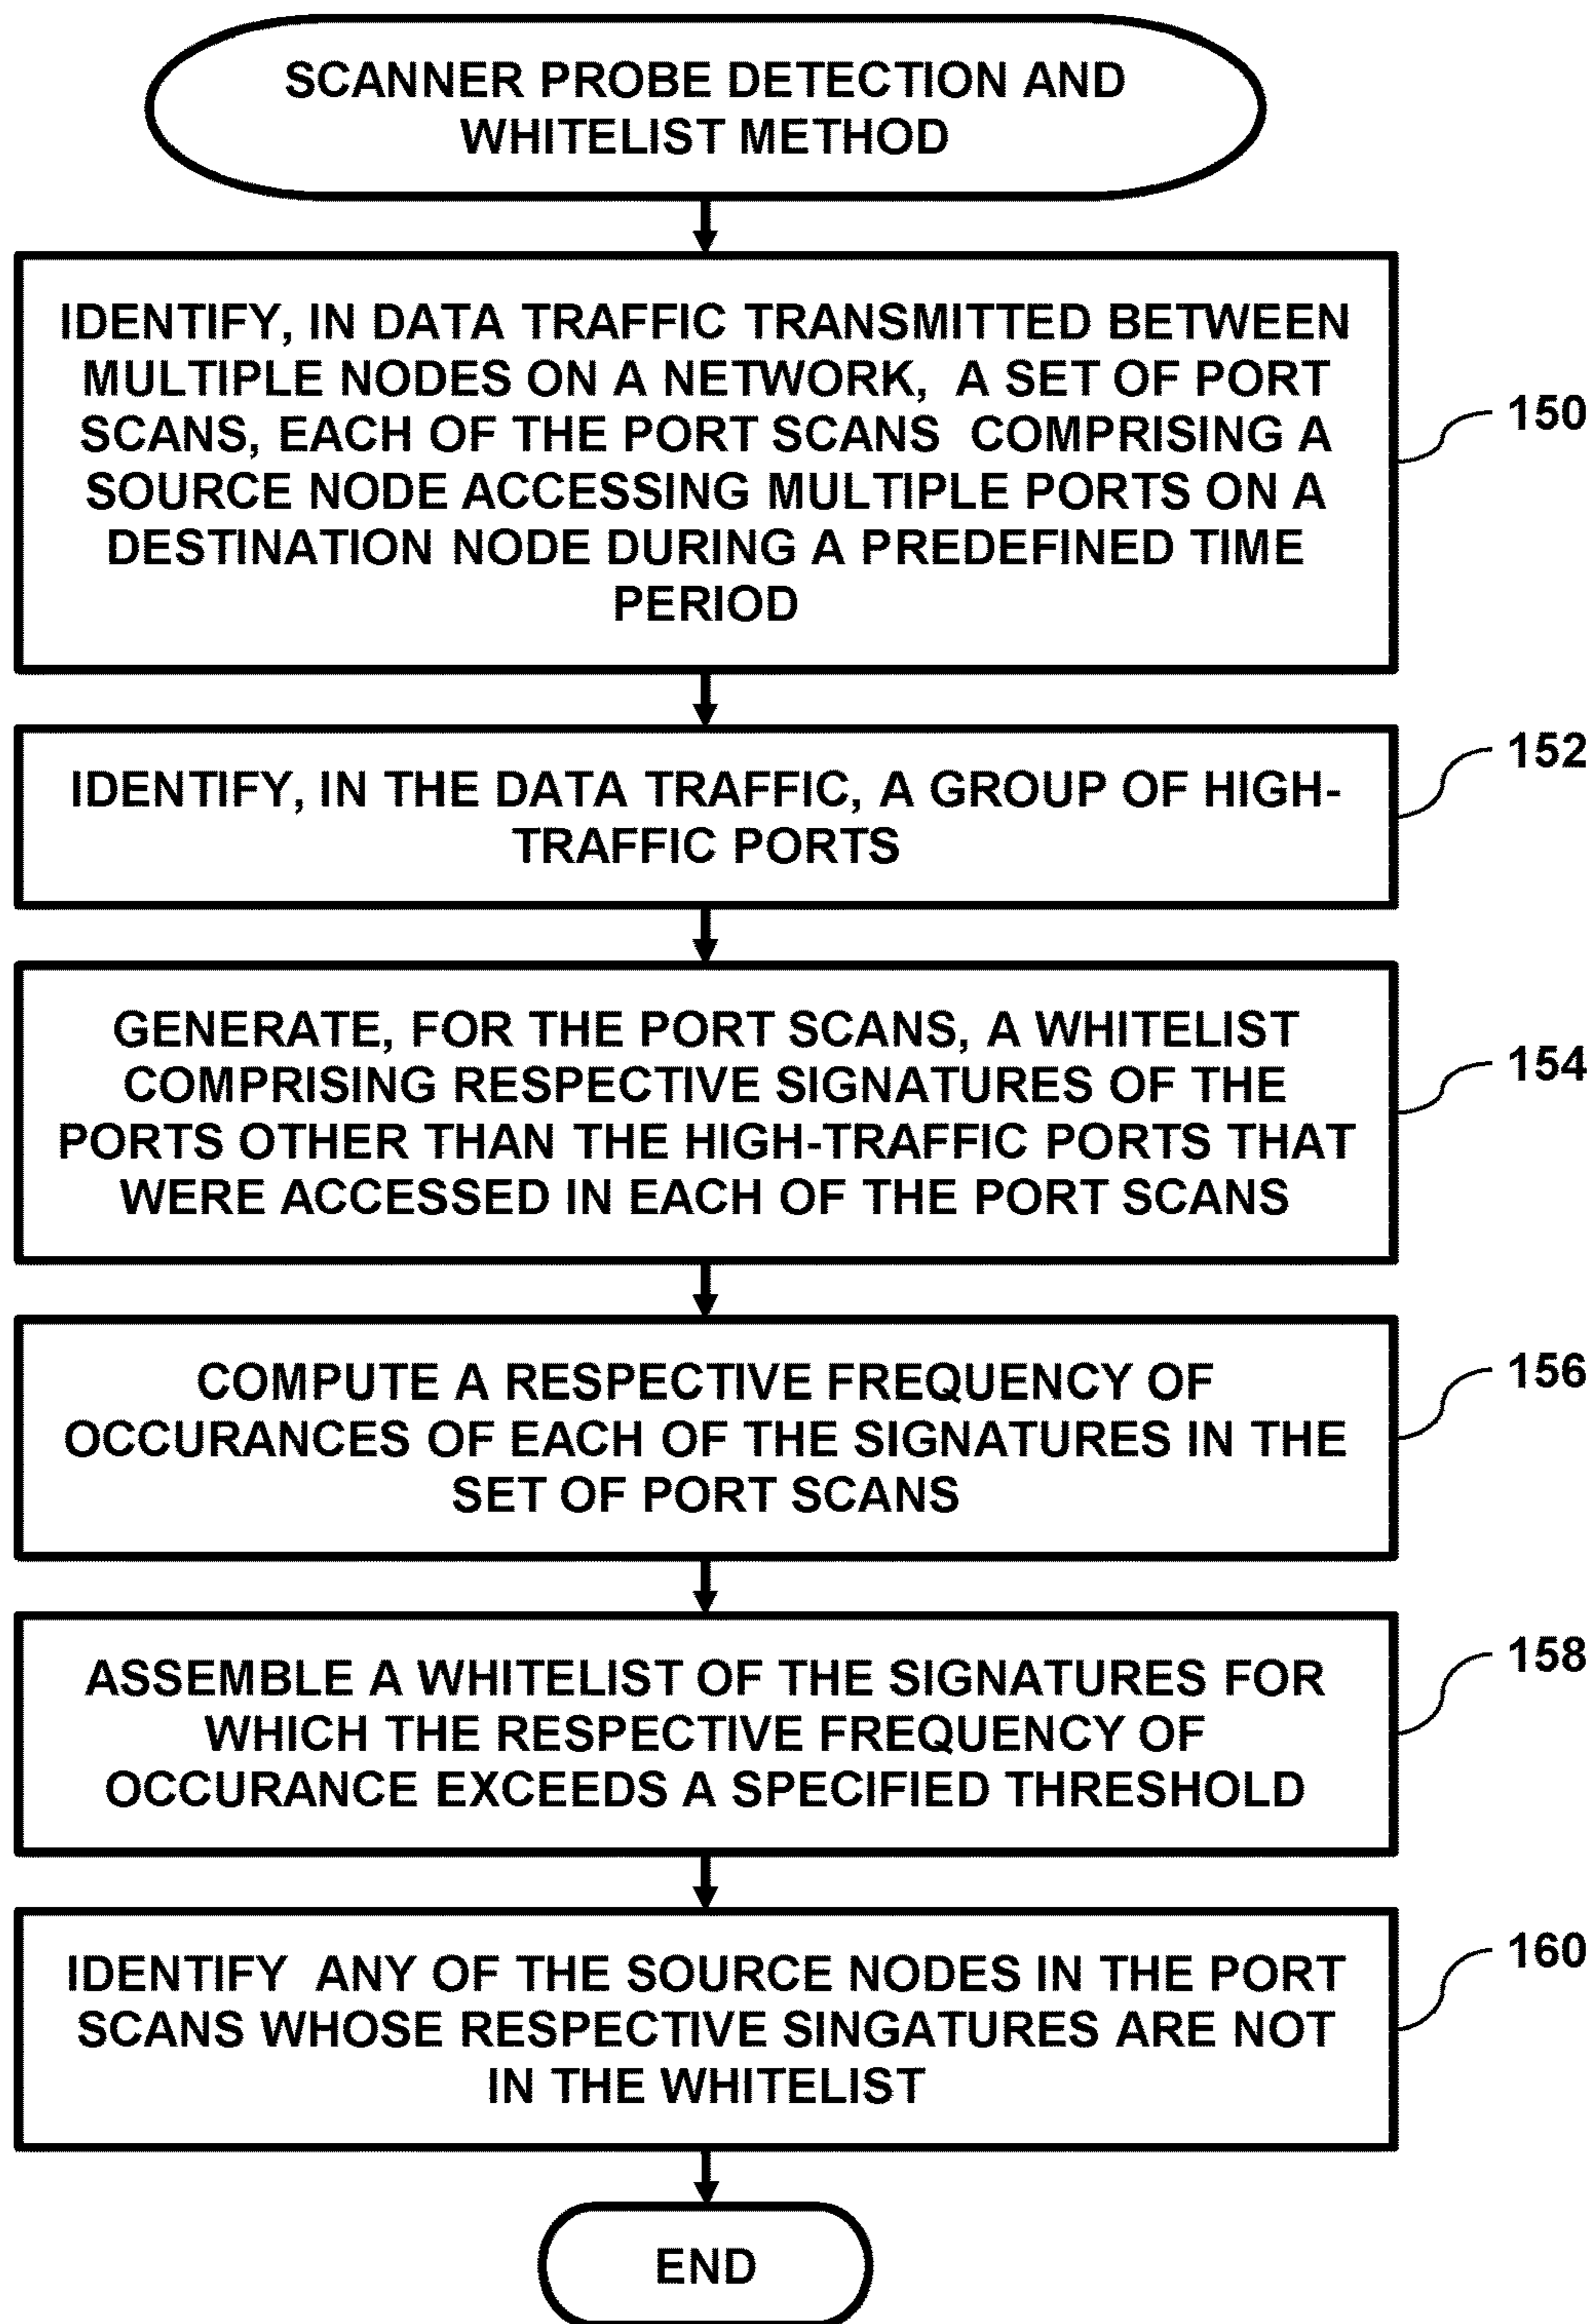 SCANNER PROBE DETECTION AND
WHITELIST METHOD
IDENTIFY, IN DATA TRAFFIC TRANSMITTED BETWEEN
MULTIPLE NODES ON A NETWORK, A SET OF PORT
SCANS, EACH OF THE PORT SCANS COMPRISING A
SOURCE NODE ACCESSING MULTIPLE PORTS ON A
DESTINATION NODE DURING A PREDEFINED TIME
PERIOD
150
IDENTIFY, IN THE DATA TRAFFIC, A GROUP OF HIGH-
TRAFFIC PORTS
152
GENERATE, FOR THE PORT SCANS, A WHITELIST
COMPRISING RESPECTIVE SIGNATURES OF THE
PORTS OTHER THAN THE HIGH-TRAFFIC PORTS THAT
WERE ACCESSED IN EACH OF THE PORT SCANS
154
COMPUTE A RESPECTIVE FREQUENCY OF
OCCURANCES OF EACH OF THE SIGNATURES IN THE
SET OF PORT SCANS
156
ASSEMBLE A WHITELIST OF THE SIGNATURES FOR
WHICH THE RESPECTIVE FREQUENCY OF
OCCURANCE EXCEEDS A SPECIFIED THRESHOLD
158
IDENTIFY ANY OF THE SOURCE NODES IN THE PORT
SCANS WHOSE RESPECTIVE SINGATURES ARE NOT
IN THE WHITELIST
160
END